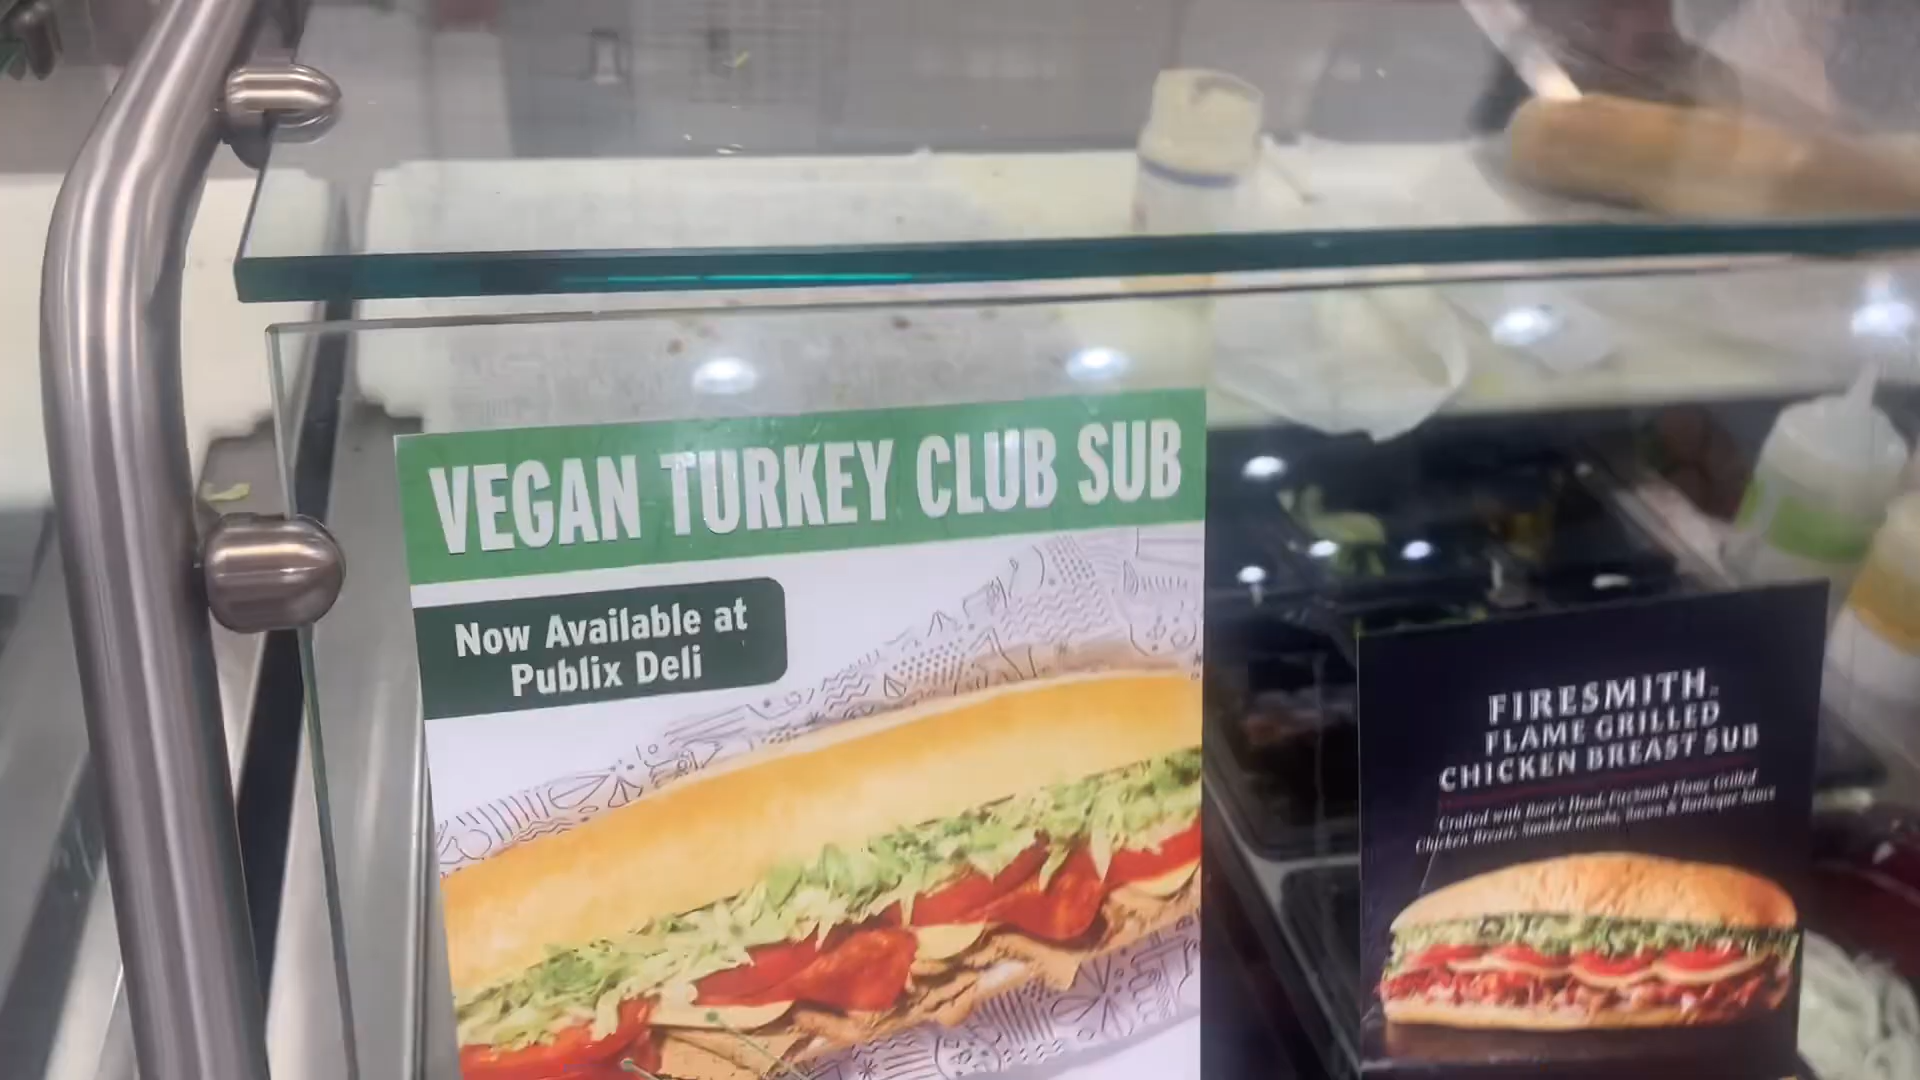 VEGAN TURKEY CLUB SUB
Now Available at
Publix Deli
FIRESMITH
FLAME GRILLED
CHICKEN BREAST SUB
Crafted with Boar's Head Firesmith Flame Grilled
Chicken Breast, Smoked Gouda, Bacon & Barbeque Sauce